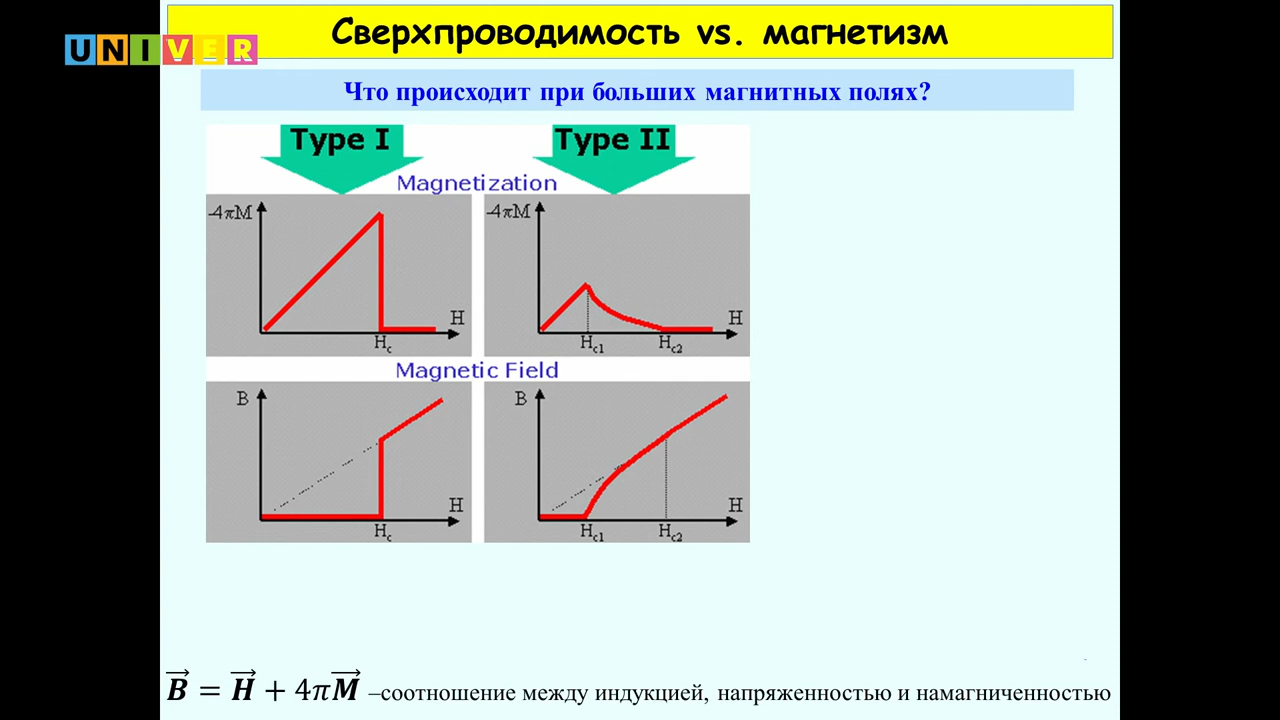 Сверхпроводимость vs. магнетизм
UNIVER
Что происходит при больших магнитных полях?
Type I
Type II
Magnetization
-4πM
H
Hc
-4πM
H
Hc1
Hc2
Magnetic Field
B
H
Hc
B
H
Hc1
Hc2
B = H + 4πM –соотношение между индукцией, напряженностью и намагниченностью